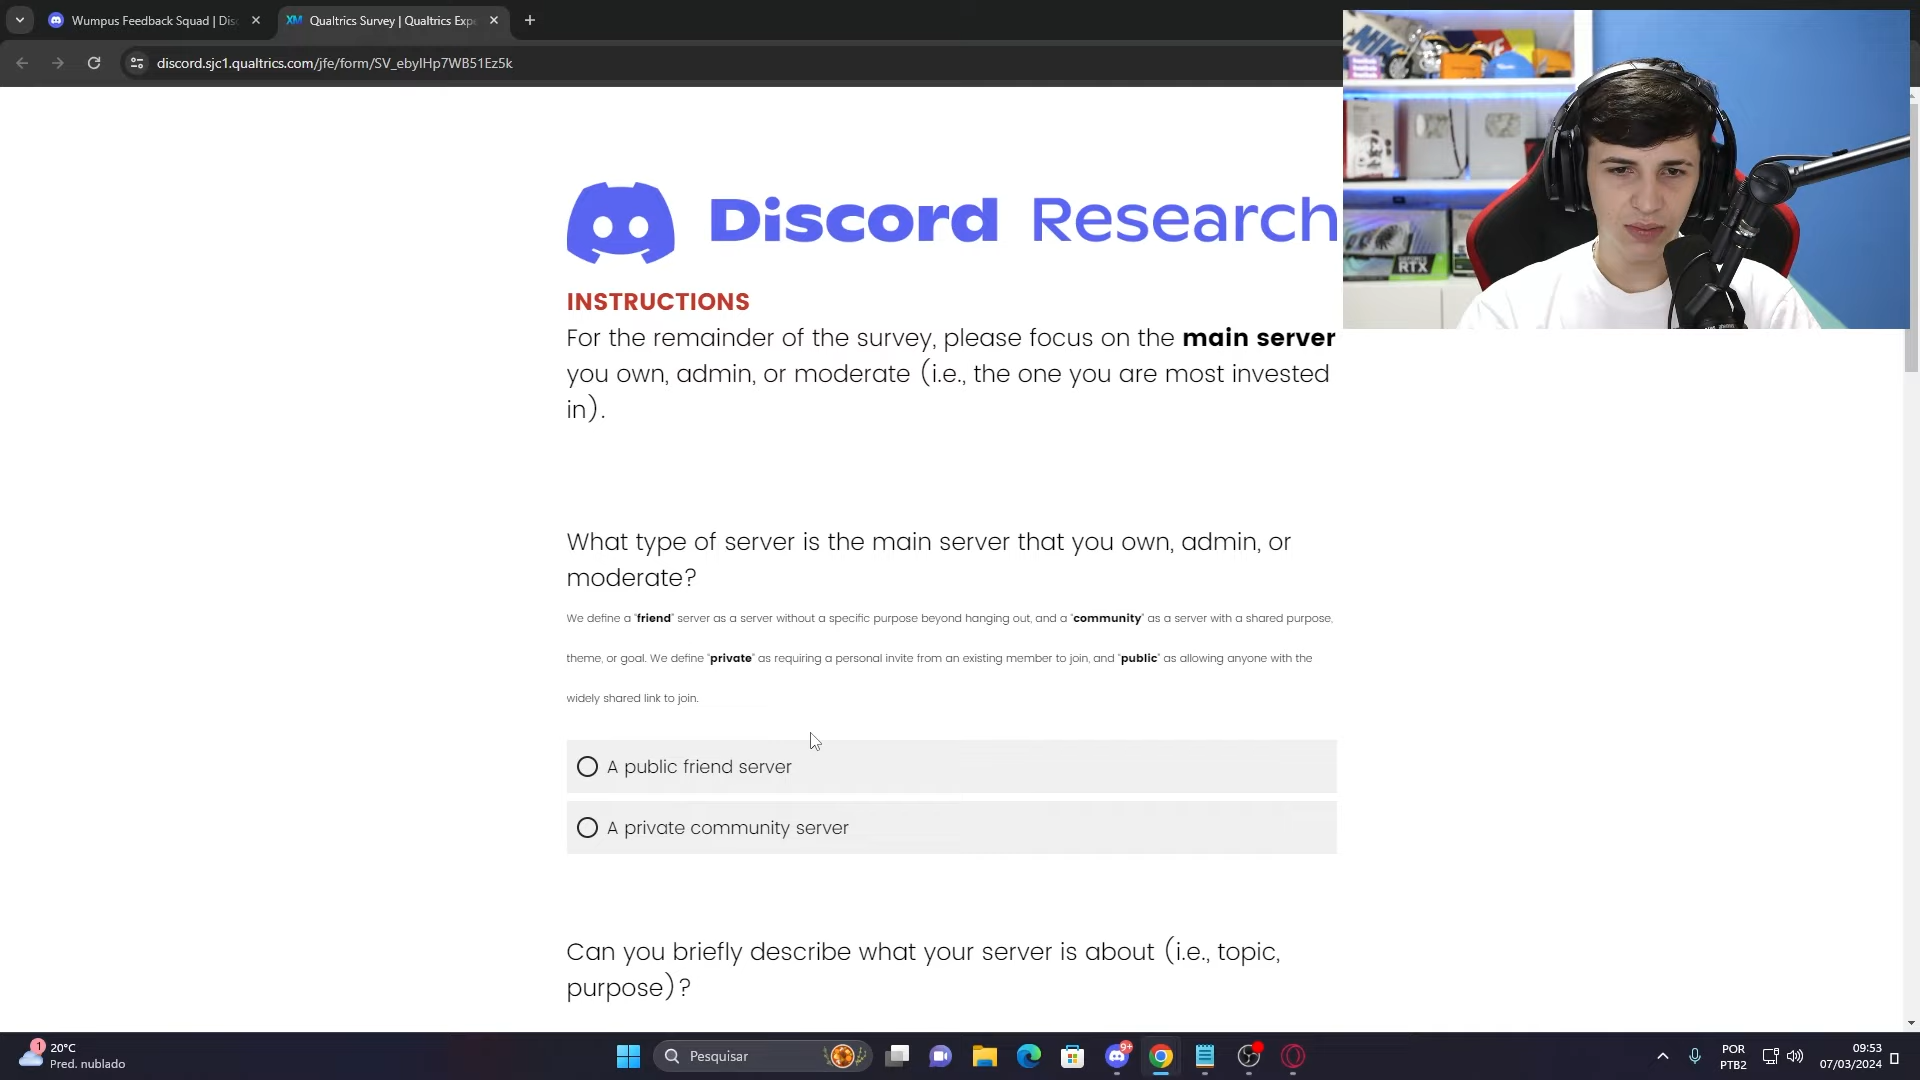 Wumpus Feedback Squad | Disc
Qualtrics Survey | Qualtrics Expe
discord.sjc1.qualtrics.com/jfe/form/SV_ebylHp7WB51Ez5k
Discord Research
GEFORCE
RTX
INSTRUCTIONS
For the remainder of the survey, please focus on the main server
you own, admin, or moderate (i.e., the one you are most invested
in).
What type of server is the main server that you own, admin, or
moderate?
We define a "friend" server as a server without a specific purpose beyond hanging out, and a "community" as a server with a shared purpose,
theme, or goal. We define "private" as requiring a personal invite from an existing member to join, and "public" as allowing anyone with the
widely shared link to join.
A public friend server
A private community server
Can you briefly describe what your server is about (i.e., topic,
purpose)?
1
20°C
Pred. nublado
Pesquisar
9+
POR
PTB2
09:53
07/03/2024